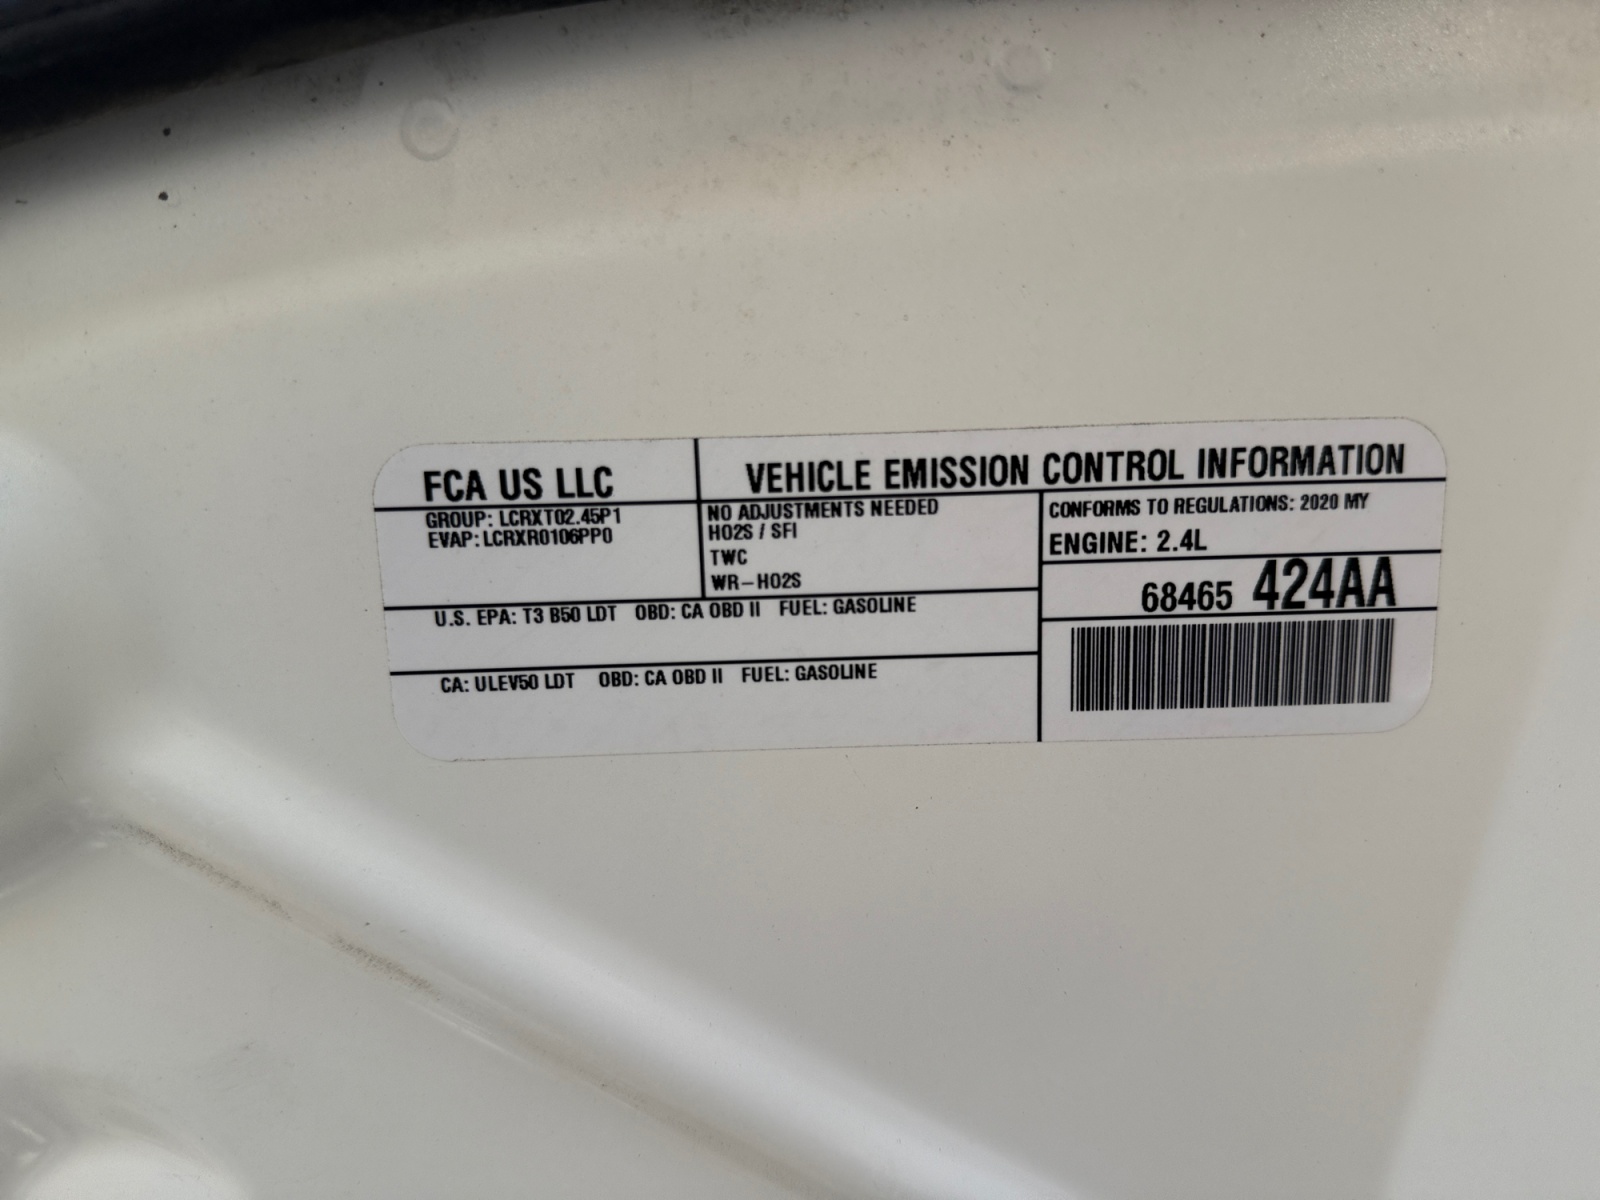 FCA US LLC
VEHICLE EMISSION CONTROL INFORMATION
GROUP: LCRXT02.45P1
EVAP: LCRXR0106PP0
NO ADJUSTMENTS NEEDED
HO2S / SFI
TWC
WR-HO2S
CONFORMS TO REGULATIONS: 2020 MY
ENGINE: 2.4L
68465 424AA
U.S. EPA: T3 B50 LDT OBD: CA OBD II FUEL: GASOLINE
CA: ULEV50 LDT OBD: CA OBD II FUEL: GASOLINE